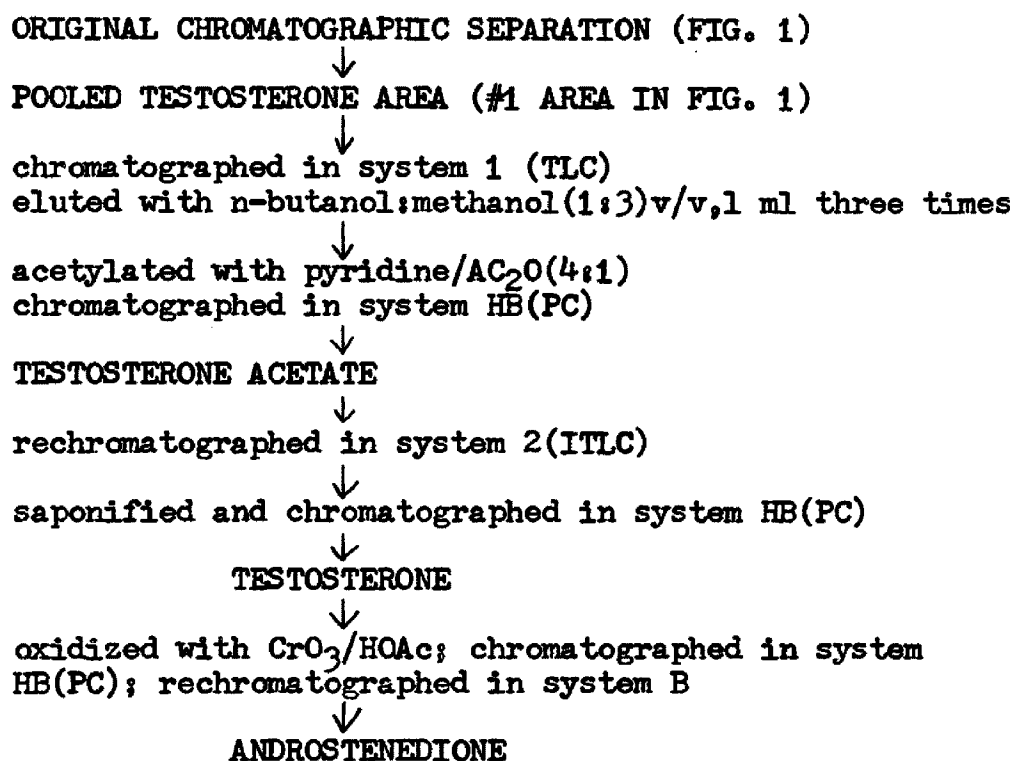 ORIGINAL CHROMATOGRAPHIC SEPARATION (FIG. 1)
POOLED TESTOSTERONE AREA (#1 AREA IN FIG. 1)
chromatographed in system 1 (TLC)
eluted with n-butanol:methanol(1:3)v/v,1 ml three times
acetylated with pyridine/AC2O(4:1)
chromatographed in system HB(PC)
TESTOSTERONE ACETATE
rechromatographed in system 2(ITLC)
saponified and chromatographed in system HB(PC)
TESTOSTERONE
oxidized with CrO3/HOAc; chromatographed in system
HB(PC); rechromatographed in system B
ANDROSTENEDIONE